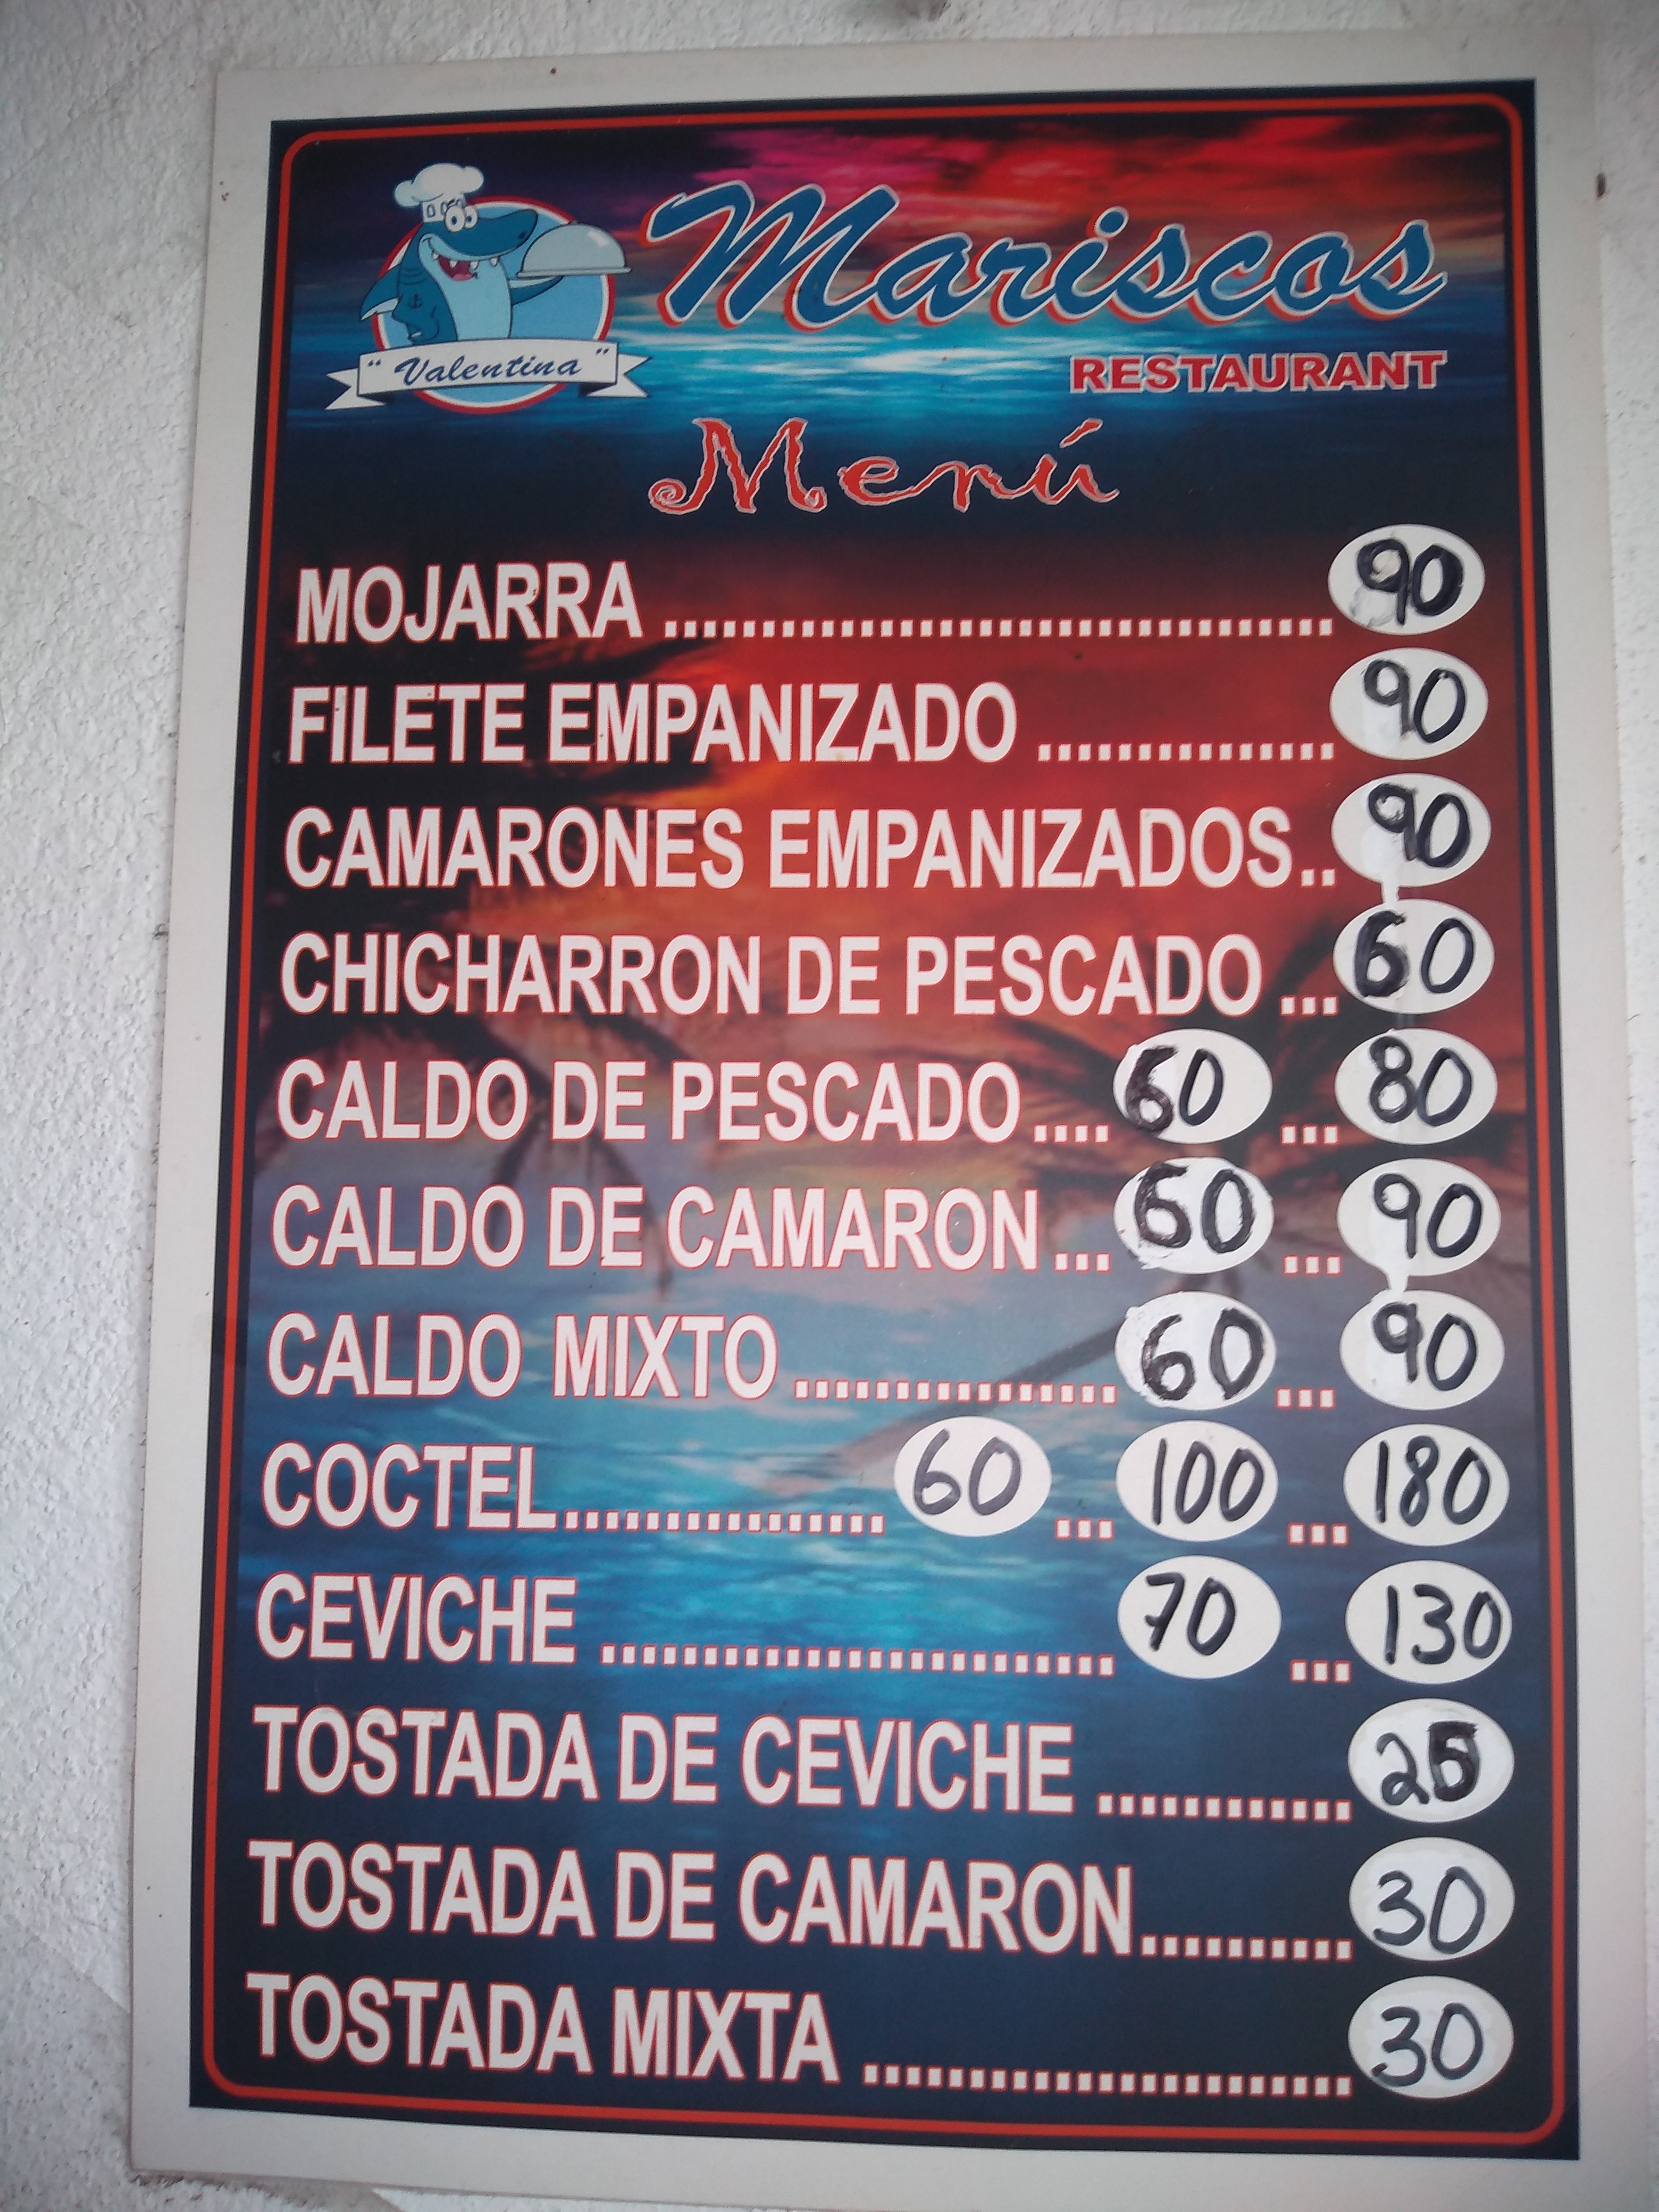 Mariscos
" Valentina "
RESTAURANT
Menú
MOJARRA .................................. 90
FILETE EMPANIZADO ............... 90
CAMARONES EMPANIZADOS.. 90
CHICHARRON DE PESCADO ... 60
CALDO DE PESCADO.... 60 ... 80
CALDO DE CAMARON... 60 ... 90
CALDO MIXTO ................ 60 ... 90
COCTEL................ 60 ... 100 ... 180
CEVICHE .......................... 70 ... 130
TOSTADA DE CEVICHE ............. 25
TOSTADA DE CAMARON........... 30
TOSTADA MIXTA ......................... 30